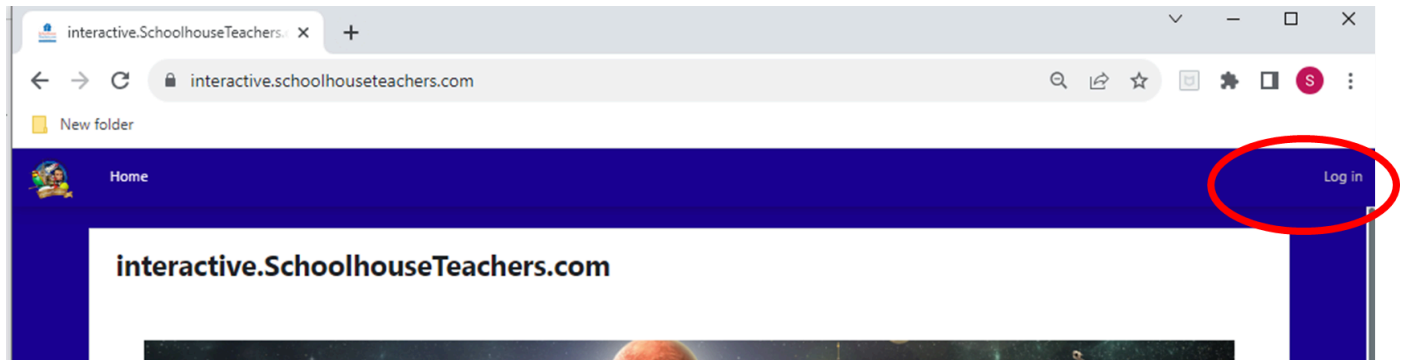 interactive.SchoolhouseTeachers.
interactive.schoolhouseteachers.com
S
New folder
Home
Log in
interactive.SchoolhouseTeachers.com